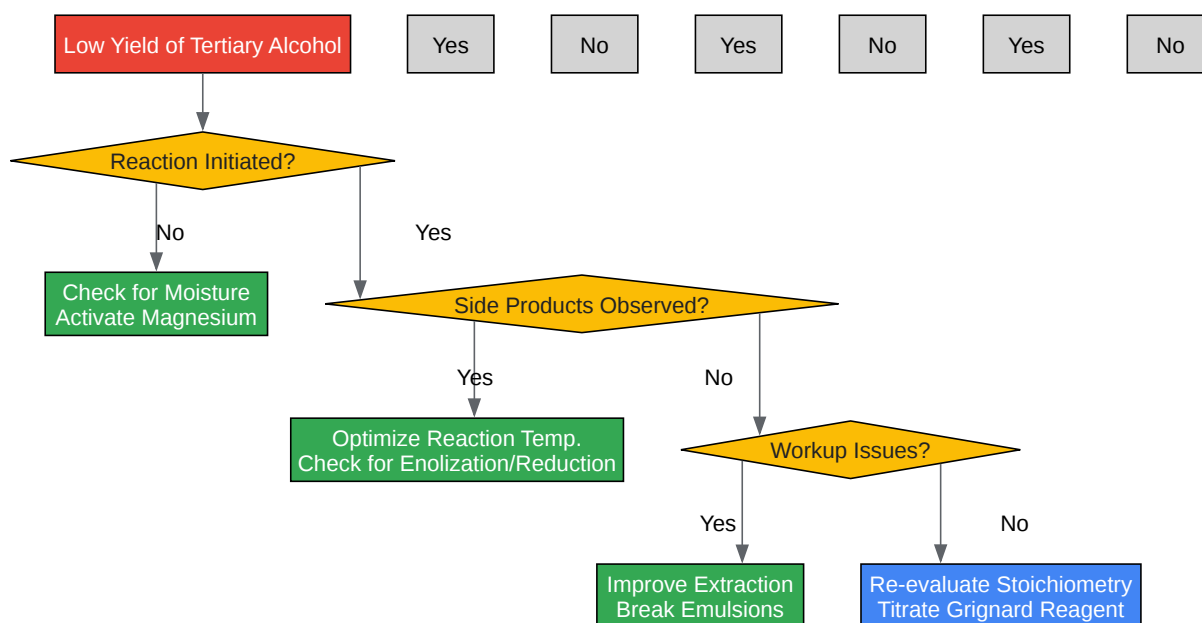 Low Yield of Tertiary Alcohol
Yes
No
Yes
No
Yes
No
Reaction Initiated?
No
Yes
Check for Moisture
Activate Magnesium
Side Products Observed?
Yes
No
Optimize Reaction Temp.
Check for Enolization/Reduction
Workup Issues?
Yes
No
Improve Extraction
Break Emulsions
Re-evaluate Stoichiometry
Titrate Grignard Reagent